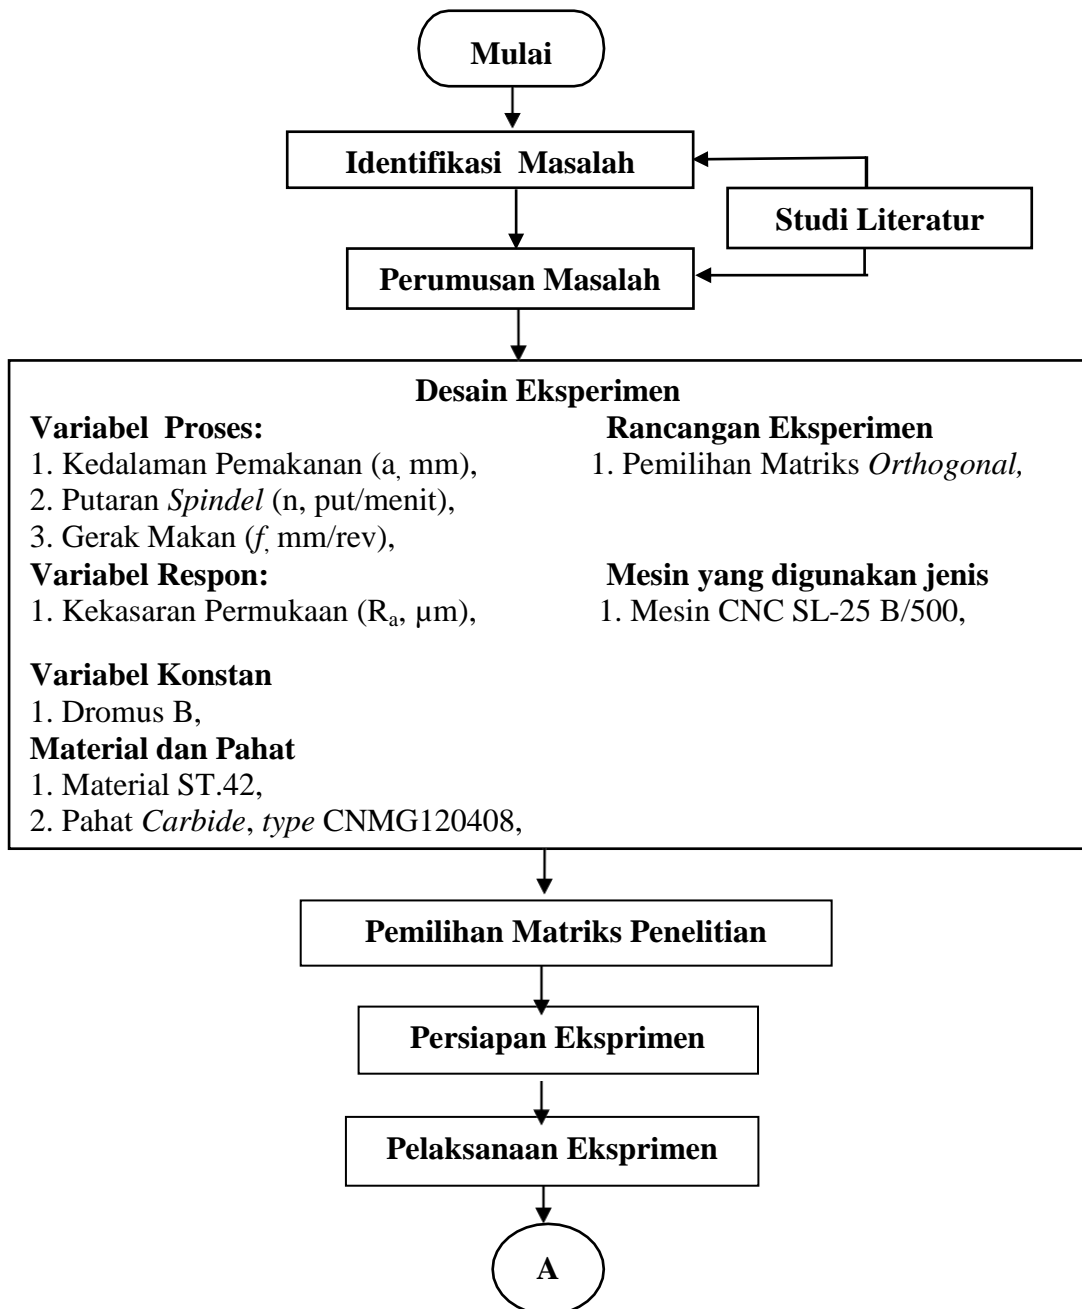 Mulai
Identifikasi Masalah
Studi Literatur
Perumusan Masalah
Desain Eksperimen
Variabel Proses: Rancangan Eksperimen
1. Kedalaman Pemakanan (a, mm), 1. Pemilihan Matriks Orthogonal,
2. Putaran Spindel (n, put/menit),
3. Gerak Makan (f, mm/rev),
Variabel Respon: Mesin yang digunakan jenis
1. Kekasaran Permukaan (Ra, µm), 1. Mesin CNC SL-25 B/500,
Variabel Konstan
1. Dromus B,
Material dan Pahat
1. Material ST.42,
2. Pahat Carbide, type CNMG120408,
Pemilihan Matriks Penelitian
Persiapan Eksprimen
Pelaksanaan Eksprimen
A